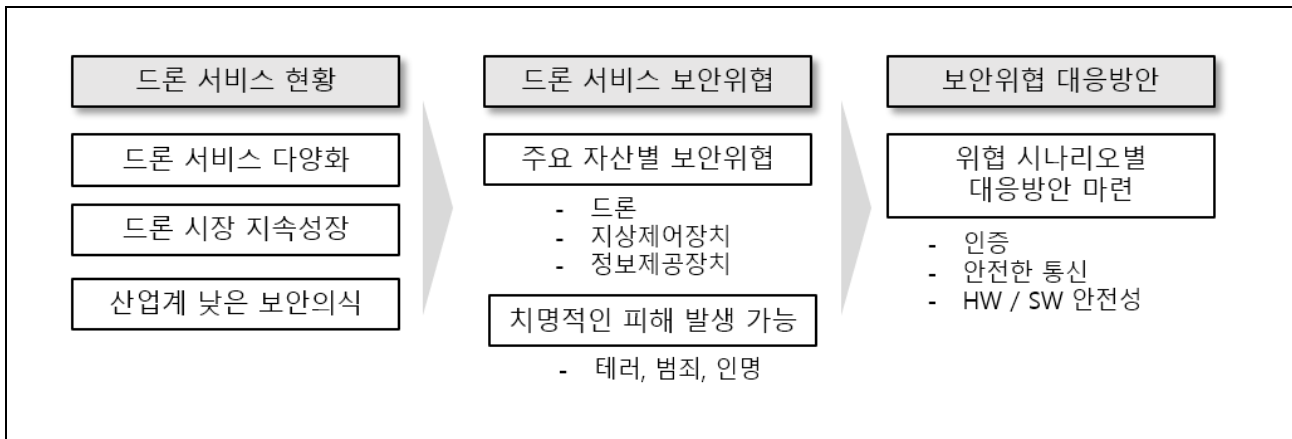 드론 서비스 현황
드론 서비스 다양화
드론 시장 지속성장
산업계 낮은 보안의식
드론 서비스 보안위협
주요 자산별 보안위협
- 드론
- 지상제어장치
- 정보제공장치
치명적인 피해 발생 가능
- 테러, 범죄, 인명
보안위협 대응방안
위협 시나리오별
대응방안 마련
- 인증
- 안전한 통신
- HW / SW 안전성